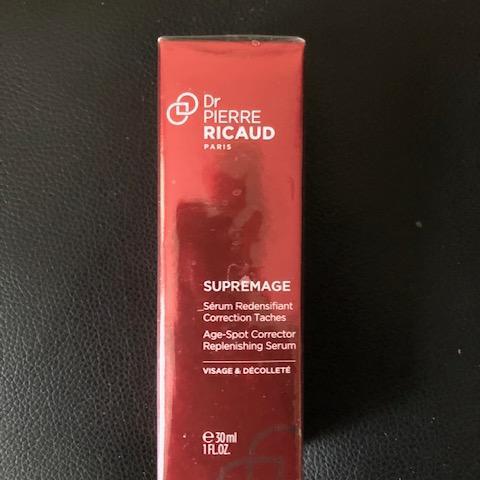 Dr
PIERRE
RICAUD
PARIS
SUPREMAGE
Sérum Redensifiant
Correction Taches
Age-Spot Corrector
Replenishing Serum
VISAGE & DÉCOLLETÉ
℮ 30 ml
1 FL.OZ.